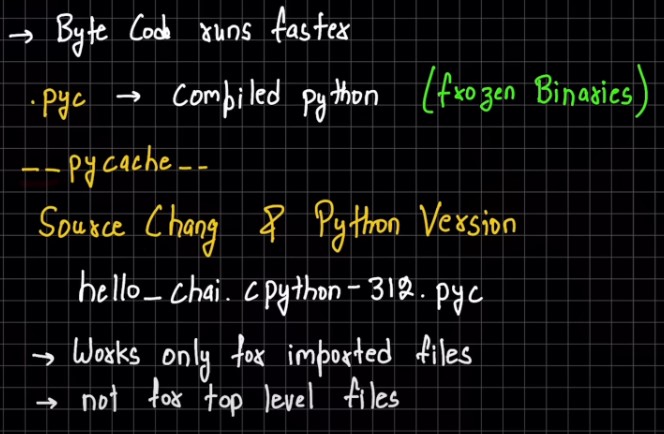 → Byte Code runs faster
.pyc → Compiled python (frozen Binaries)
__pycache__
Source Chang & Python Version
hello_chai.cpython-312.pyc
→ Works only for imported files
→ not for top level files